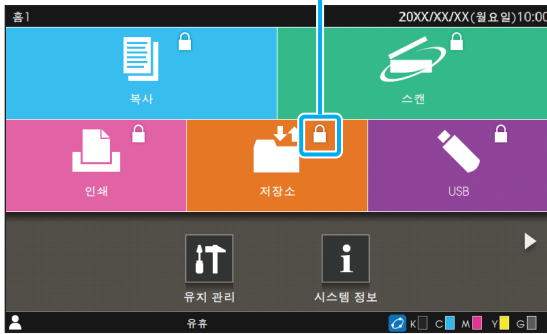 홈1
20XX/XX/XX(월요일)10:00
복사
스캔
인쇄
저장소
USB
유지 관리
시스템 정보
유휴
K C M Y G